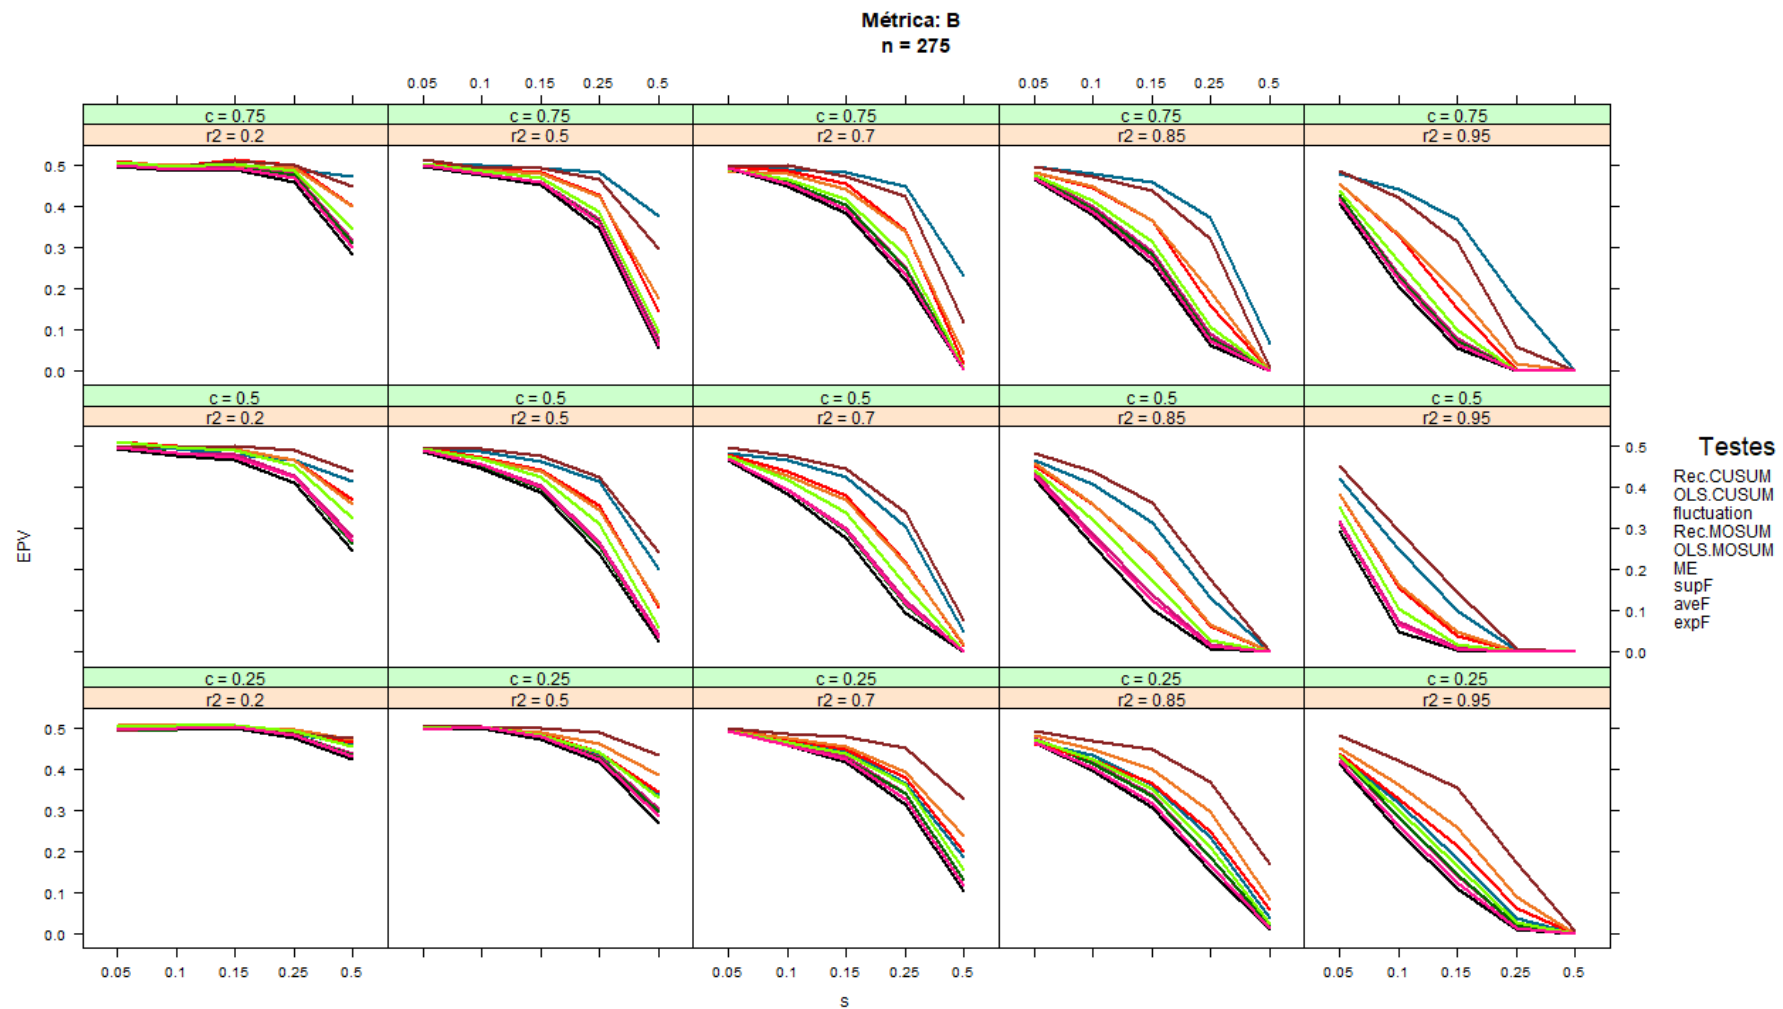 Métrica: B
n = 275
0.05 0.1 0.15 0.25 0.5 0.05 0.1 0.15 0.25 0.5
c = 0.75 c = 0.75 c = 0.75 c = 0.75 c = 0.75
r2 = 0.2 r2 = 0.5 r2 = 0.7 r2 = 0.85 r2 = 0.95
0.5
0.4
0.3
0.2
0.1
0.0
c = 0.5 c = 0.5 c = 0.5 c = 0.5 c = 0.5
r2 = 0.2 r2 = 0.5 r2 = 0.7 r2 = 0.85 r2 = 0.95
0.5
0.4
0.3
0.2
0.1
0.0
c = 0.25 c = 0.25 c = 0.25 c = 0.25 c = 0.25
r2 = 0.2 r2 = 0.5 r2 = 0.7 r2 = 0.85 r2 = 0.95
0.5
0.4
0.3
0.2
0.1
0.0
0.05 0.1 0.15 0.25 0.5 0.05 0.1 0.15 0.25 0.5 0.05 0.1 0.15 0.25 0.5
s
EPV
Testes
Rec.CUSUM
OLS.CUSUM
fluctuation
Rec.MOSUM
OLS.MOSUM
ME
supF
aveF
expF